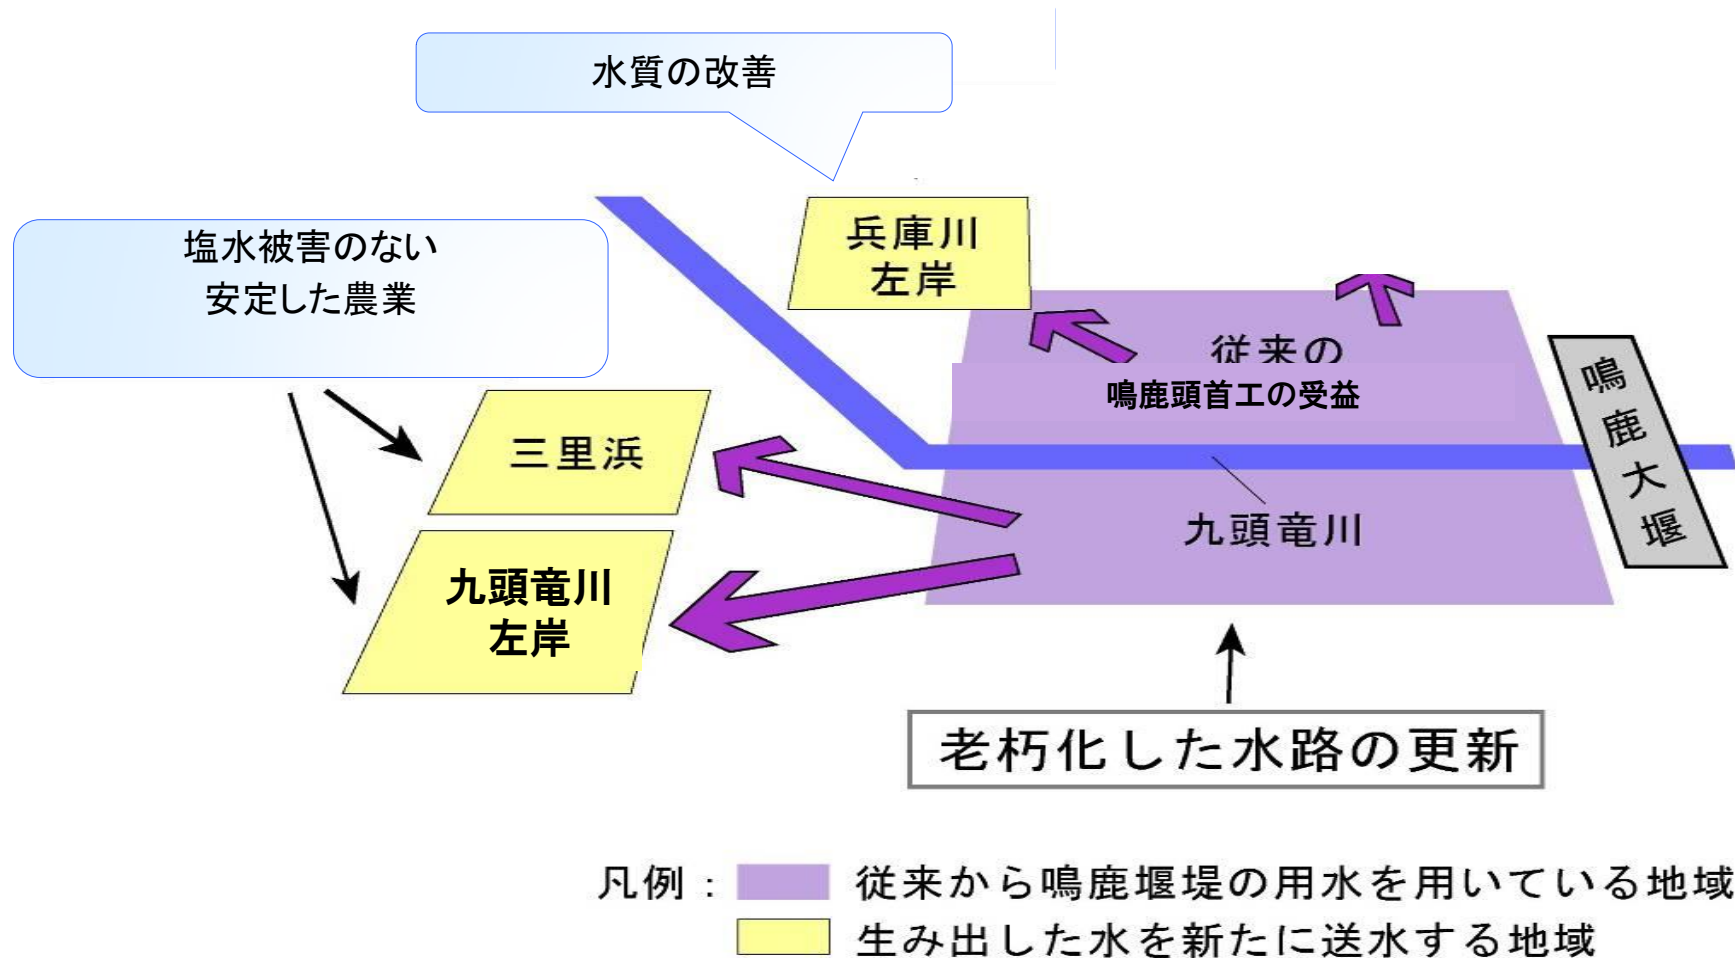 水質の改善
塩水被害のない
安定した農業
兵庫川
左岸
従来の
鳴鹿頭首工の受益
鳴鹿大堰
三里浜
九頭竜川
九頭竜川
左岸
老朽化した水路の更新
凡例：
従来から鳴鹿堰堤の用水を用いている地域
生み出した水を新たに送水する地域